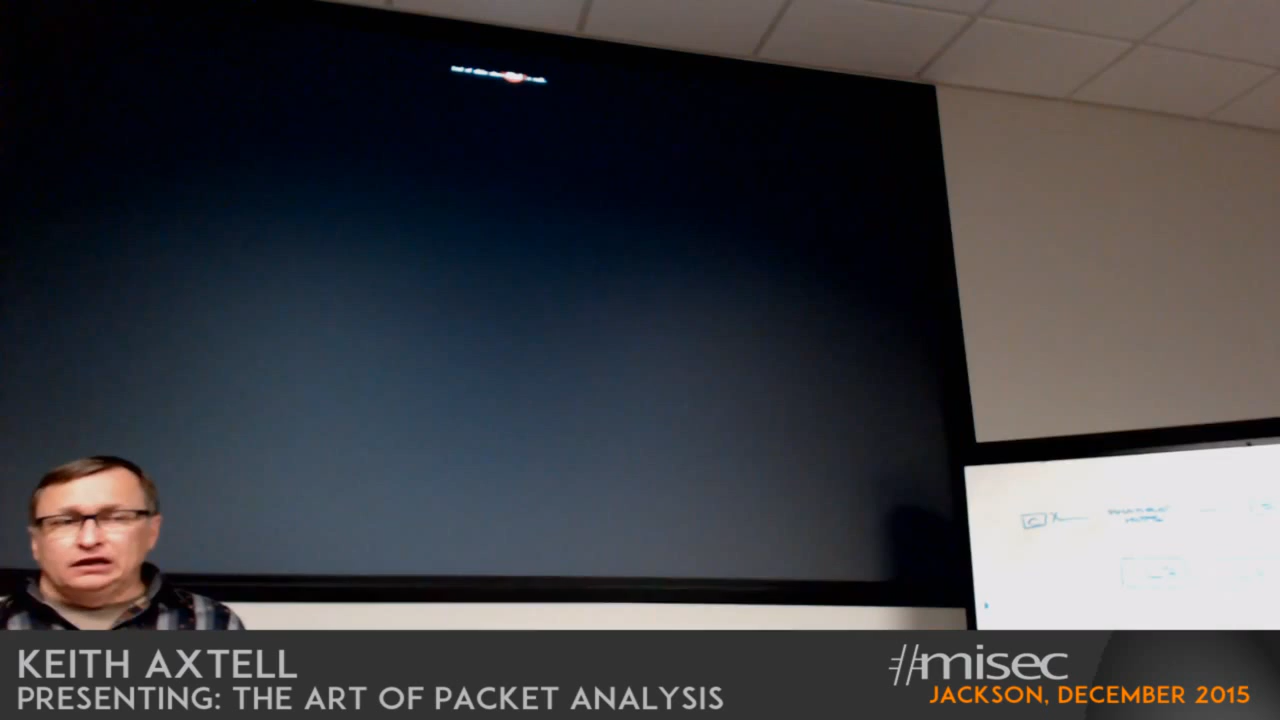 KEITH AXTELL
PRESENTING: THE ART OF PACKET ANALYSIS
#misec
JACKSON, DECEMBER 2015